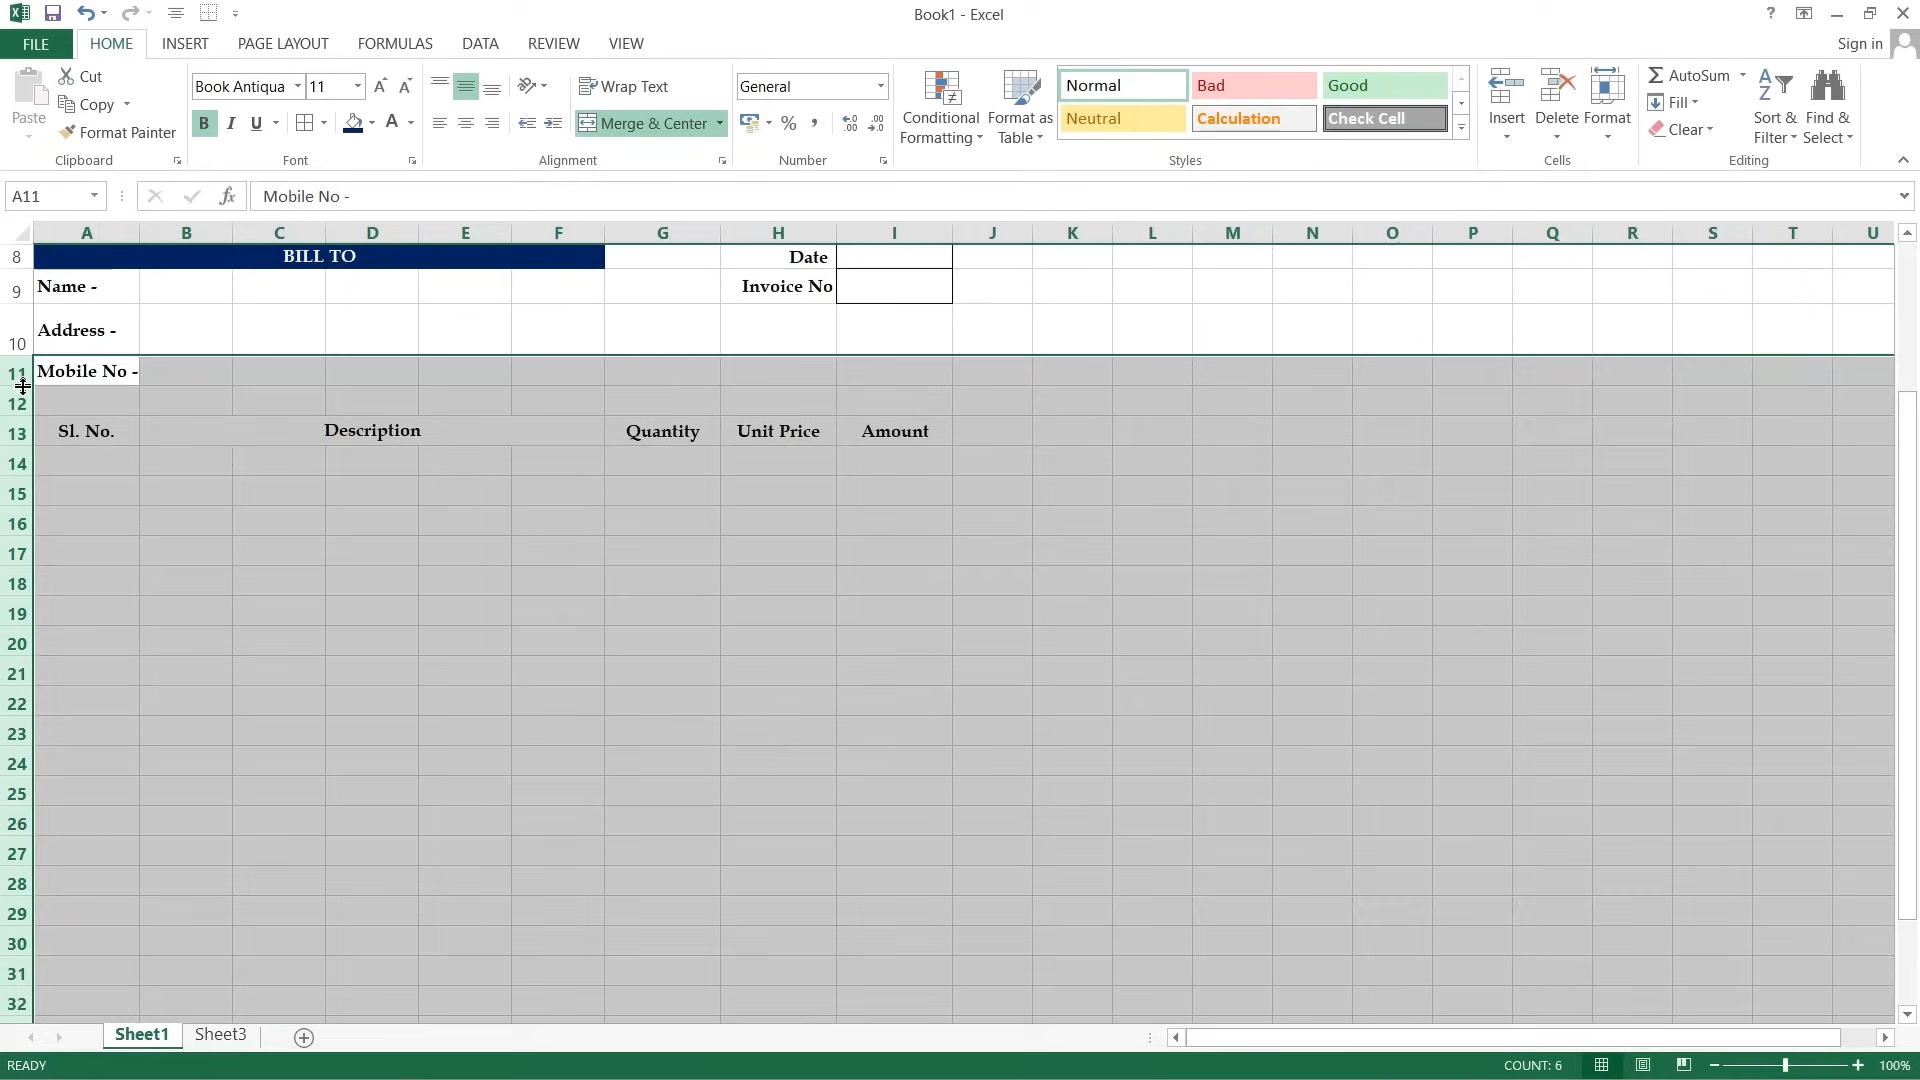 Book1 - Excel
?
FILE HOME INSERT PAGE LAYOUT FORMULAS DATA REVIEW VIEW Sign in
Paste
Cut
Copy
Format Painter
Clipboard
Book Antiqua 11 A A
B I U A
Font
Wrap Text
Merge & Center
Alignment
General
% , .0 .00 .00 .0
Number
Conditional Formatting
Format as Table
Normal Bad Good
Neutral Calculation Check Cell
Styles
Insert Delete Format
Cells
AutoSum
Fill
Clear
Sort & Filter
Find & Select
Editing
A11 fx Mobile No -
A B C D E F G H I J K L M N O P Q R S T U
8 BILL TO Date
9 Name - Invoice No
10 Address -
11 Mobile No -
12
13 Sl. No. Description Quantity Unit Price Amount
14
15
16
17
18
19
20
21
22
23
24
25
26
27
28
29
30
31
32
Sheet1 Sheet3
READY COUNT: 6 100%